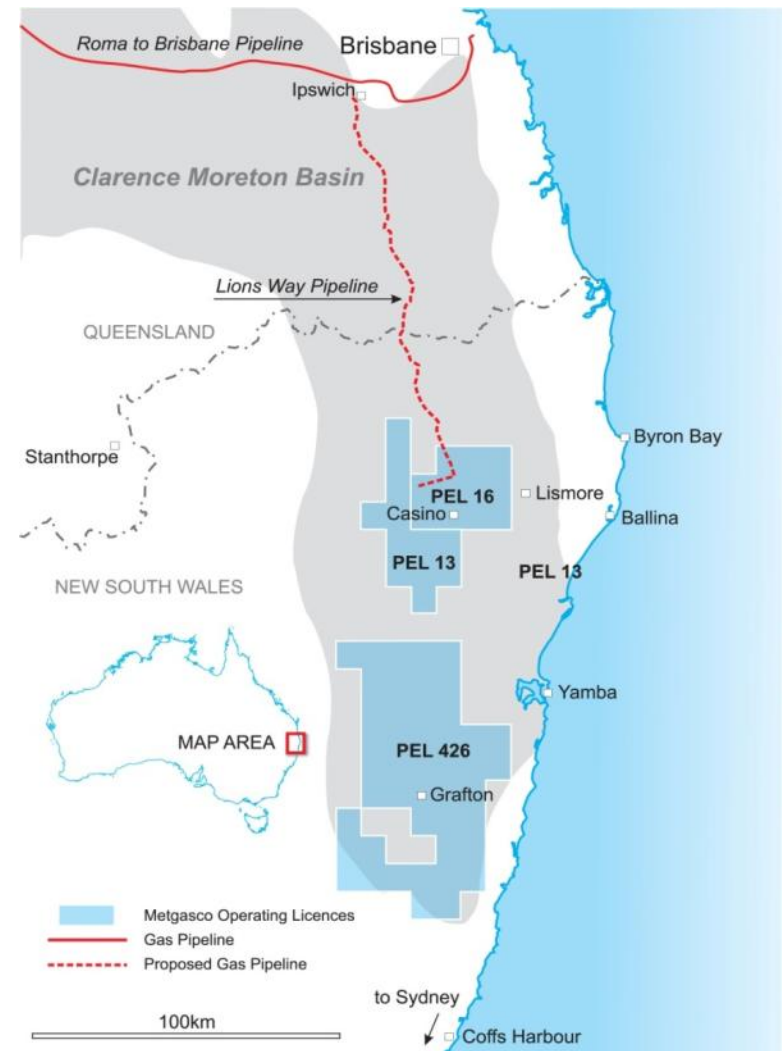 Roma to Brisbane Pipeline
Brisbane
Ipswich
Clarence Moreton Basin
Lions Way Pipeline
QUEENSLAND
Stanthorpe
Byron Bay
PEL 16
Lismore
Casino
Ballina
PEL 13
PEL 13
NEW SOUTH WALES
Yamba
MAP AREA
PEL 426
Grafton
Metgasco Operating Licences
Gas Pipeline
Proposed Gas Pipeline
to Sydney
100km
Coffs Harbour